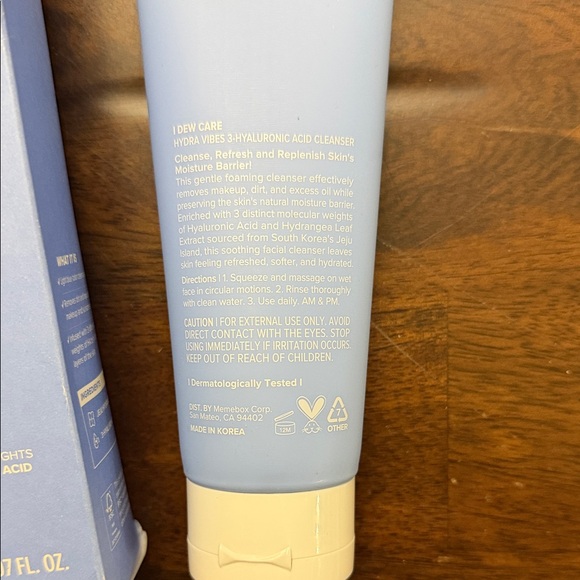 I DEW CARE
HYDRA VIBES 3-HYALURONIC ACID CLEANSER
Cleanse, Refresh and Replenish Skin's
Moisture Barrier!
This gentle foaming cleanser effectively
removes makeup, dirt, and excess oil while
preserving the skin's natural moisture barrier.
Enriched with 3 distinct molecular weights
of Hyaluronic Acid and Hydrangea Leaf
Extract sourced from South Korea's Jeju
Island, this soothing facial cleanser leaves
skin feeling refreshed, softer, and hydrated.
Directions | 1. Squeeze and massage on wet
face in circular motions. 2. Rinse thoroughly
with clean water. 3. Use daily. AM & PM.
CAUTION | FOR EXTERNAL USE ONLY. AVOID
DIRECT CONTACT WITH THE EYES. STOP
USING IMMEDIATELY IF IRRITATION OCCURS.
KEEP OUT OF REACH OF CHILDREN.
I Dermatologically Tested I
DIST. BY Memebox Corp
San Mateo, CA 94402
MADE IN KOREA
12M
7
OTHER
WHAT IT IS
GHTS
ACID
07 FL. OZ.